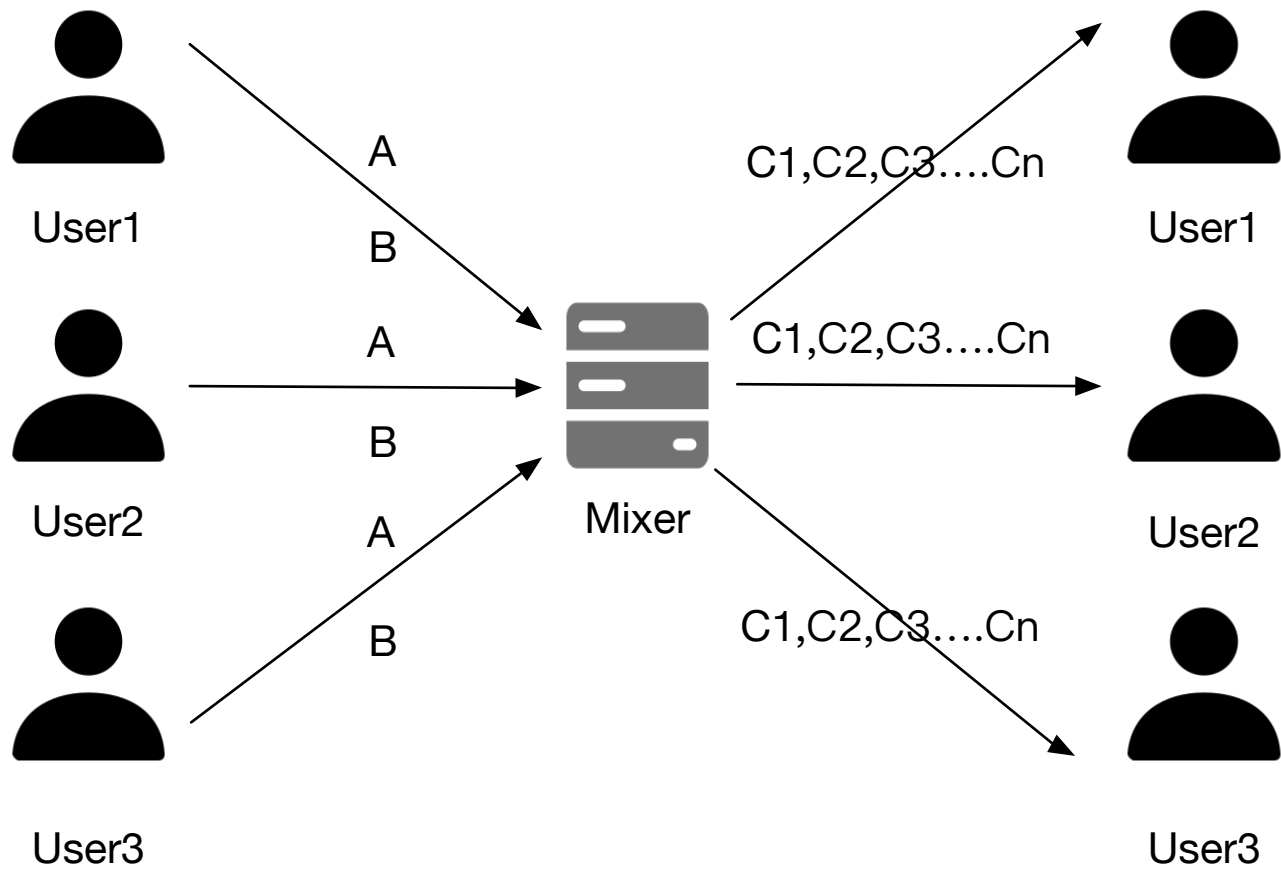 A
C1,C2,C3....Cn
User1
B
User1
A
C1,C2,C3....Cn
B
User2
A
Mixer
User2
B
C1,C2,C3....Cn
User3
User3